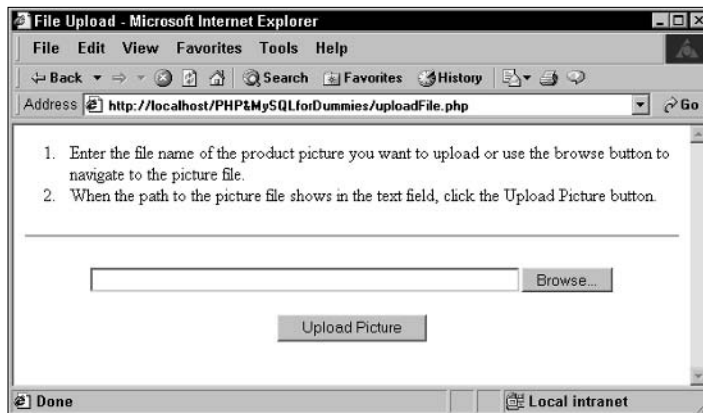 File Upload - Microsoft Internet Explorer
File Edit View Favorites Tools Help
Back Search Favorites History
Address http://localhost/PHP&MySQLforDummies/uploadFile.php Go
1. Enter the file name of the product picture you want to upload or use the browse button to
navigate to the picture file.
2. When the path to the picture file shows in the text field, click the Upload Picture button.
Browse...
Upload Picture
Done Local intranet